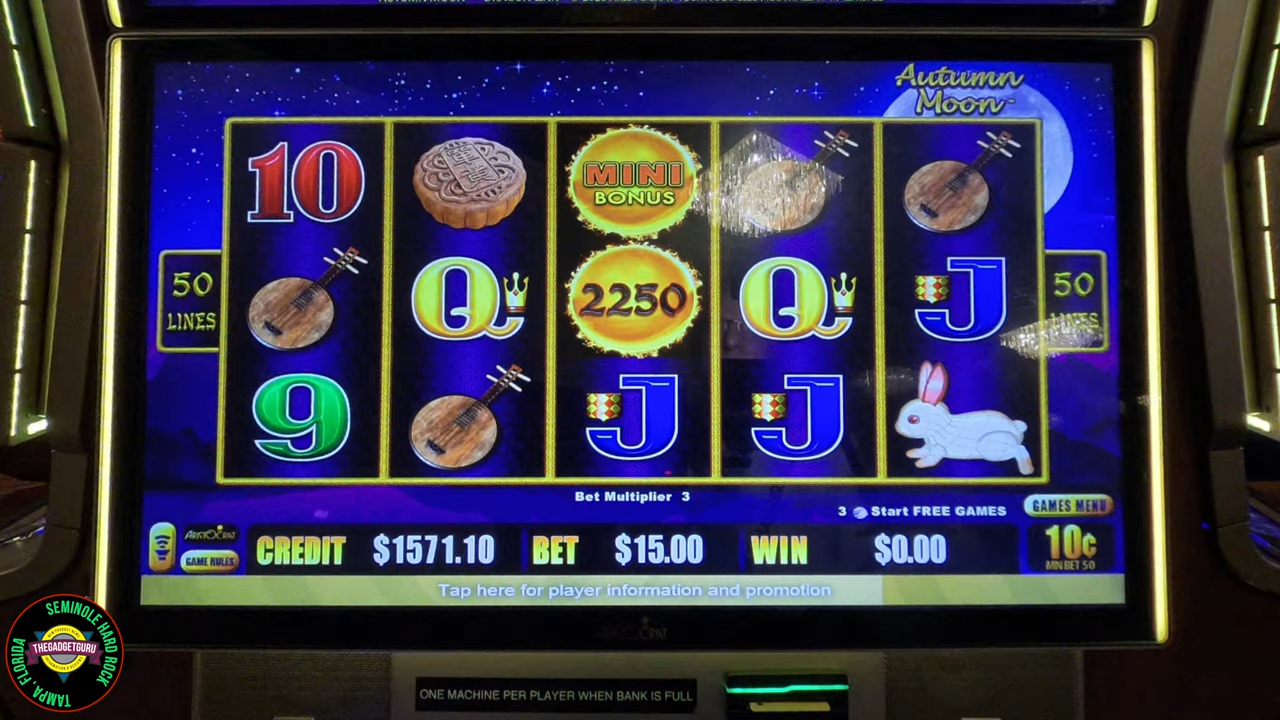 Autumn
Moon
10
MINI
BONUS
50
LINES
Q
2250
Q
J
50
LINES
9
J
J
Bet Multiplier 3
3 Start FREE GAMES
GAMES MENU
ARISTOCRAT
GAME RULES
CREDIT $1571.10
BET $15.00
WIN $0.00
10¢
MIN BET 50
Tap here for player information and promotion
ARISTOCRAT
ONE MACHINE PER PLAYER WHEN BANK IS FULL
SEMINOLE HARD ROCK
THEGADGETGURU
TAMPA, FLORIDA